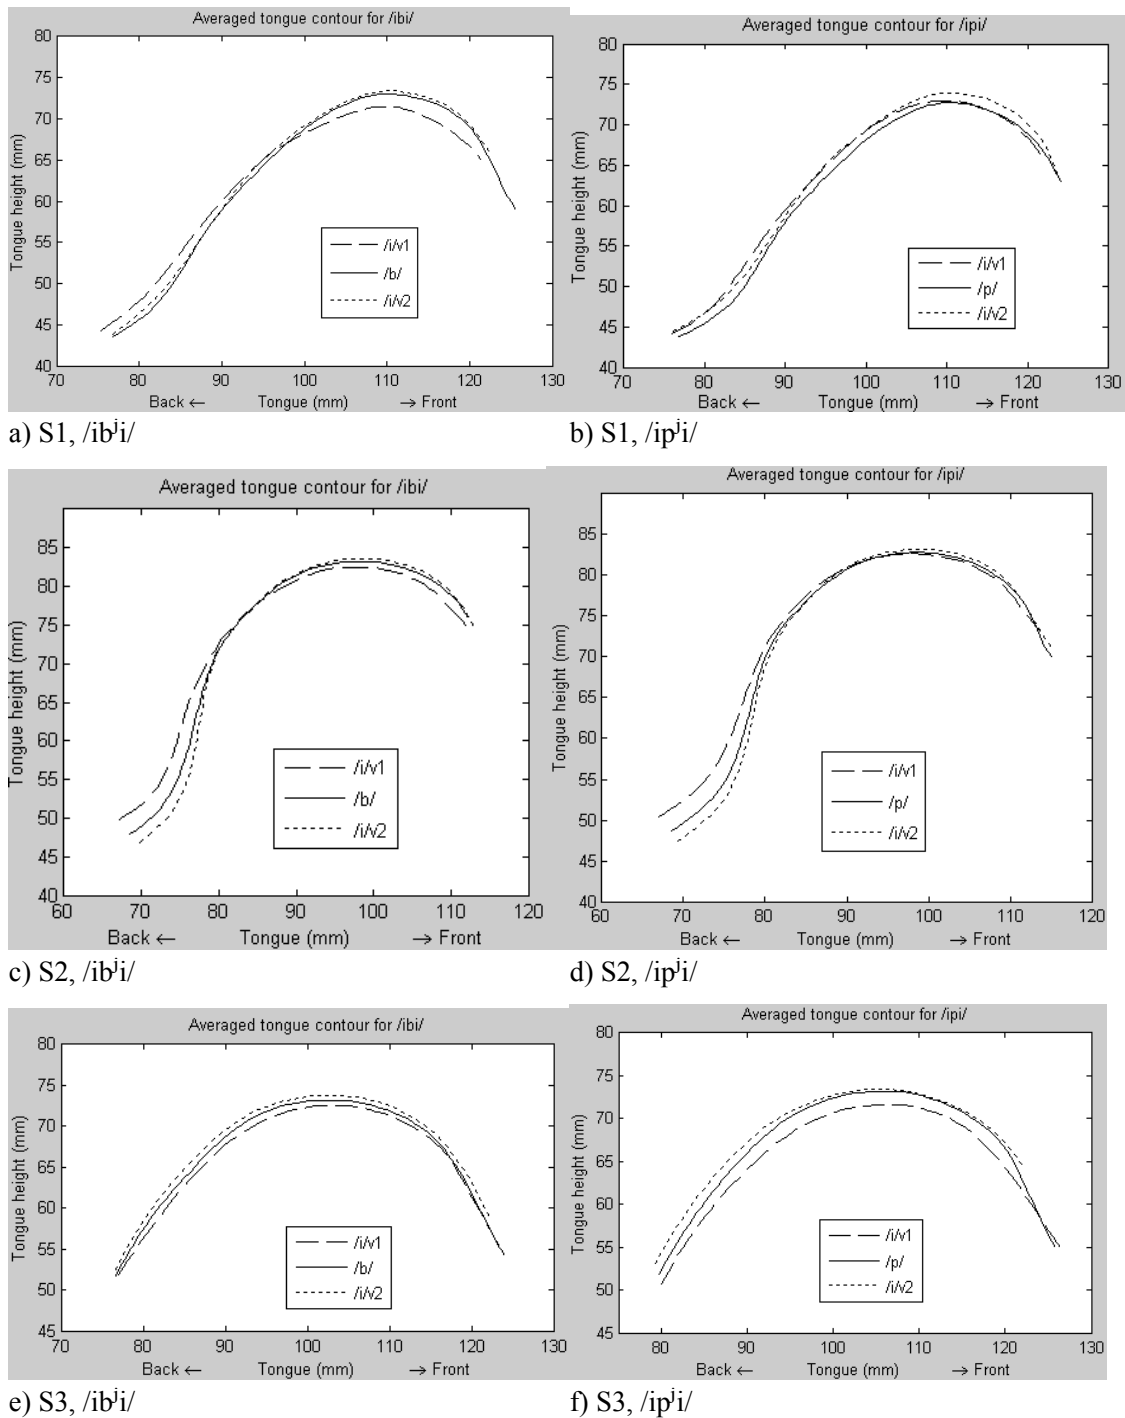 Averaged tongue contour for /ibi/
Tongue height (mm)
80
75
70
65
60
55
50
45
40
/i/v1
/b/
/i/v2
70 80 90 100 110 120 130
Back ← Tongue (mm) → Front
a) S1, /ibʲi/
Averaged tongue contour for /ipi/
Tongue height (mm)
80
75
70
65
60
55
50
45
40
/i/v1
/p/
/i/v2
70 80 90 100 110 120 130
Back ← Tongue (mm) → Front
b) S1, /ipʲi/
Averaged tongue contour for /ibi/
Tongue height (mm)
85
80
75
70
65
60
55
50
45
40
/i/v1
/b/
/i/v2
60 70 80 90 100 110 120
Back ← Tongue (mm) → Front
c) S2, /ibʲi/
Averaged tongue contour for /ipi/
Tongue height (mm)
85
80
75
70
65
60
55
50
45
40
/i/v1
/p/
/i/v2
60 70 80 90 100 110 120
Back ← Tongue (mm) → Front
d) S2, /ipʲi/
Averaged tongue contour for /ibi/
Tongue height (mm)
80
75
70
65
60
55
50
45
/i/v1
/b/
/i/v2
70 80 90 100 110 120 130
Back ← Tongue (mm) → Front
e) S3, /ibʲi/
Averaged tongue contour for /ipi/
Tongue height (mm)
80
75
70
65
60
55
50
45
/i/v1
/p/
/i/v2
80 90 100 110 120 130
Back ← Tongue (mm) → Front
f) S3, /ipʲi/